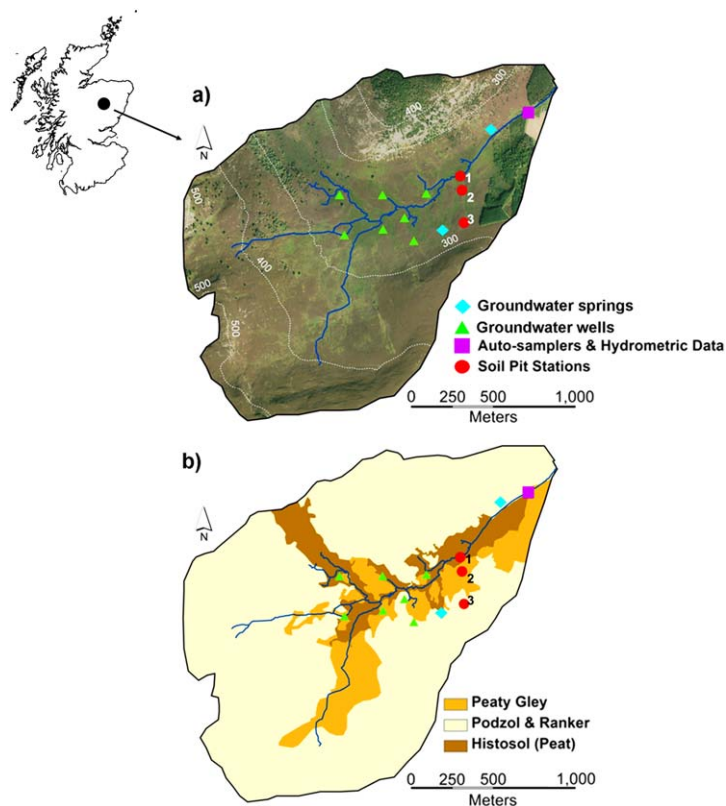 a)
N
300
400
500
400
500
500
300
1
2
3
Groundwater springs
Groundwater wells
Auto-samplers & Hydrometric Data
Soil Pit Stations
0 250 500 1,000
Meters
b)
N
1
2
3
Peaty Gley
Podzol & Ranker
Histosol (Peat)
0 250 500 1,000
Meters